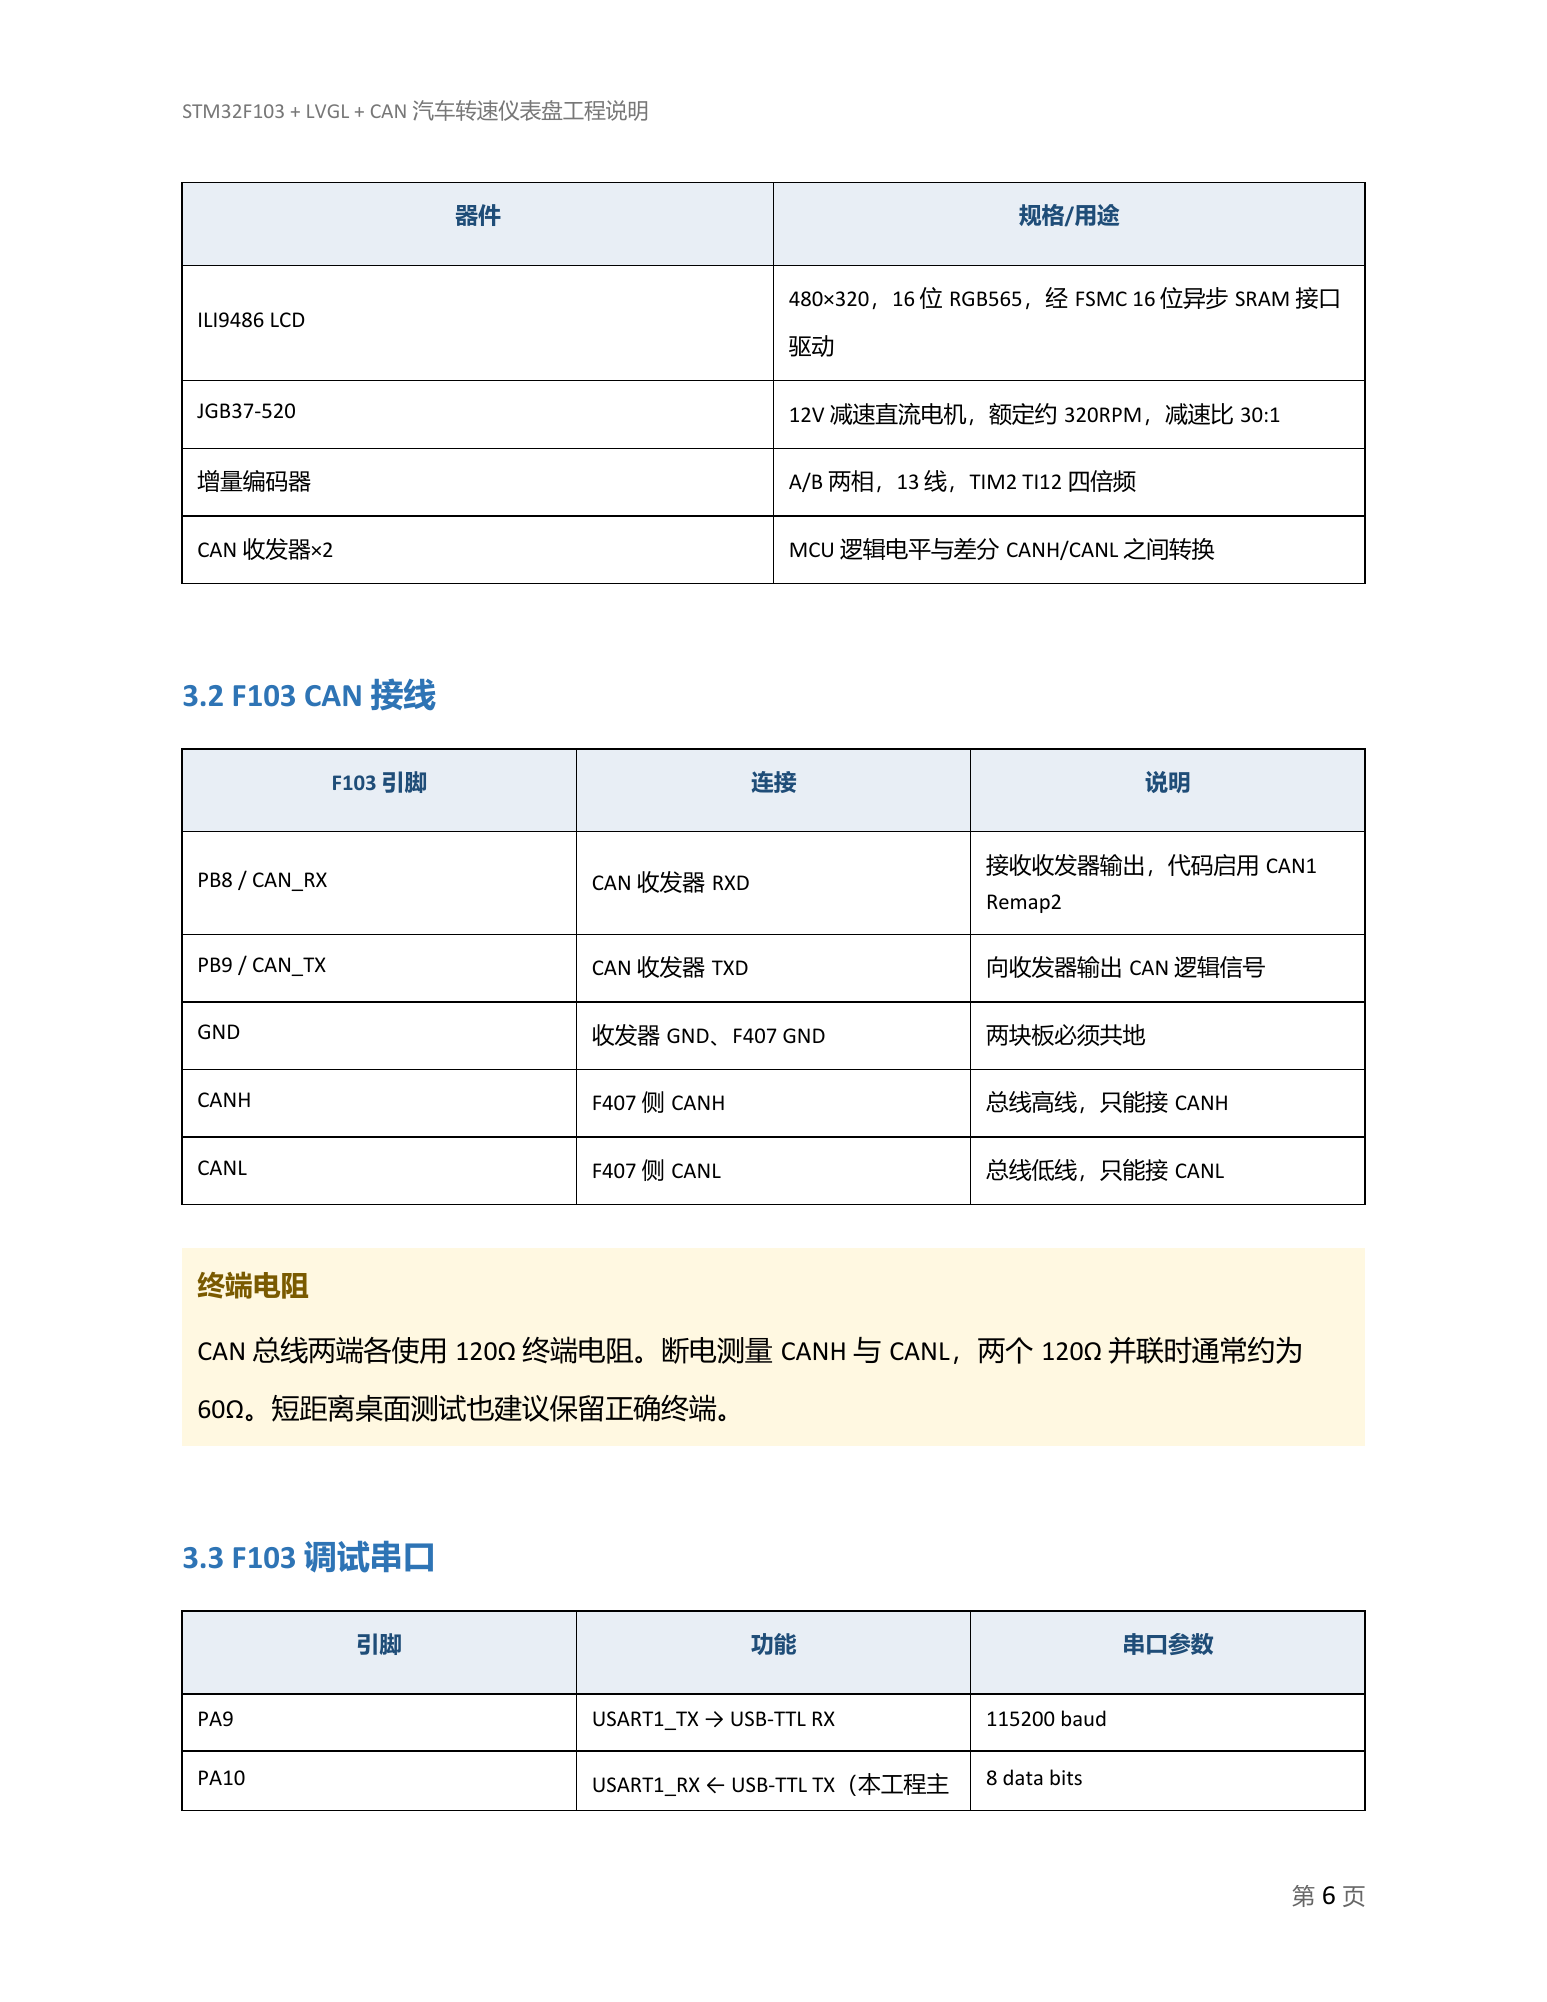 STM32F103 + LVGL + CAN 汽车转速仪表盘工程说明
器件
规格/用途
ILI9486 LCD
480×320，16 位 RGB565，经 FSMC 16 位异步 SRAM 接口
驱动
JGB37-520
12V 减速直流电机，额定约 320RPM，减速比 30:1
增量编码器
A/B 两相，13 线，TIM2 TI12 四倍频
CAN 收发器×2
MCU 逻辑电平与差分 CANH/CANL 之间转换
3.2 F103 CAN 接线
F103 引脚
连接
说明
PB8 / CAN_RX
CAN 收发器 RXD
接收收发器输出，代码启用 CAN1
Remap2
PB9 / CAN_TX
CAN 收发器 TXD
向收发器输出 CAN 逻辑信号
GND
收发器 GND、F407 GND
两块板必须共地
CANH
F407 侧 CANH
总线高线，只能接 CANH
CANL
F407 侧 CANL
总线低线，只能接 CANL
终端电阻
CAN 总线两端各使用 120Ω 终端电阻。断电测量 CANH 与 CANL，两个 120Ω 并联时通常约为
60Ω。短距离桌面测试也建议保留正确终端。
3.3 F103 调试串口
引脚
功能
串口参数
PA9
USART1_TX → USB-TTL RX
115200 baud
PA10
USART1_RX ← USB-TTL TX（本工程主
8 data bits
第 6 页